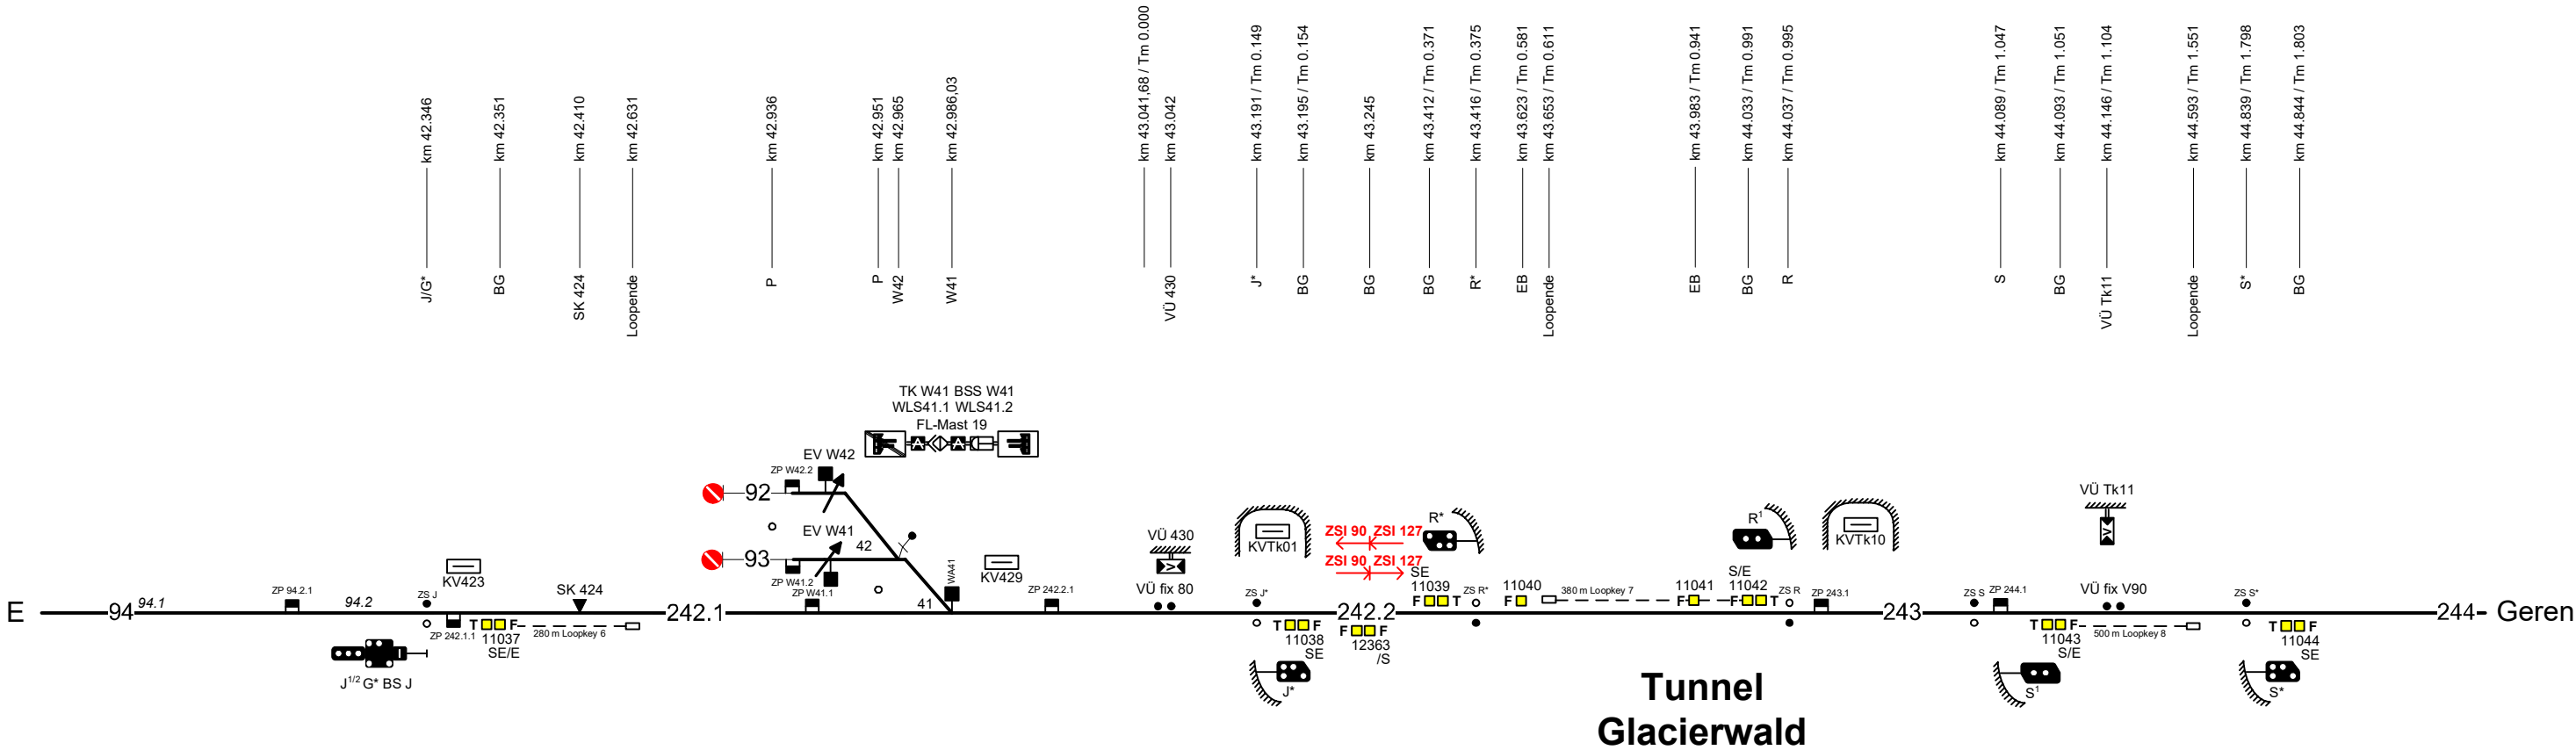 km 42.346
km 42.351
km 42.410
km 42.631
km 42.936
km 42.951
km 42.965
km 42.986,03
km 43.041,68 / Tm 0.000
km 43.042
km 43.191 / Tm 0.149
km 43.195 / Tm 0.154
km 43.245
km 43.412 / Tm 0.371
km 43.416 / Tm 0.375
km 43.623 / Tm 0.581
km 43.653 / Tm 0.611
km 43.983 / Tm 0.941
km 44.033 / Tm 0.991
km 44.037 / Tm 0.995
km 44.089 / Tm 1.047
km 44.093 / Tm 1.051
km 44.146 / Tm 1.104
km 44.593 / Tm 1.551
km 44.839 / Tm 1.798
km 44.844 / Tm 1.803
J/G*
BG
SK 424
Loopende
P
P
W42
W41
VÜ 430
J*
BG
BG
BG
R*
EB
Loopende
EB
BG
R
S
BG
VÜ Tk11
Loopende
S*
BG
TK W41 BSS W41
WLS41.1 WLS41.2
FL-Mast 19
EV W42
ZP W42.2
92
EV W41
42
93
ZP W41.2
ZP W41.1
41
WA41
KV429
KV423
SK 424
E
94
94.1
ZP 94.2.1
94.2
ZS J
ZP 242.1.1
T F
11037
SE/E
280 m Loopkey 6
J1/2 G* BS J
242.1
ZP 242.2.1
VÜ 430
VÜ fix 80
KVTk01
ZS J*
T F
11038
SE
J*
ZSI 90 ZSI 127
ZSI 90 ZSI 127
242.2
F F
12363
/S
R*
SE
11039
F T
ZS R*
11040
F
380 m Loopkey 7
11041
F
R1
S/E
11042
F T
ZS R
KVTk10
ZP 243.1
243
ZS S
ZP 244.1
T F
11043
S/E
500 m Loopkey 8
S1
VÜ Tk11
VÜ fix V90
ZS S*
T F
11044
SE
S*
244
Geren
Tunnel
Glacierwald